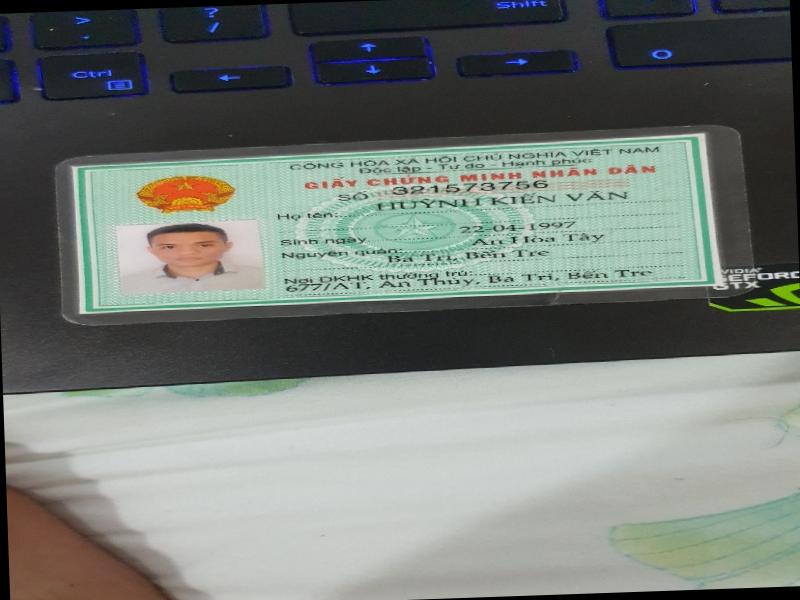 > .
? /
Shift
Ctrl
← ↑ ↓ →
O
CỘNG HÒA XÃ HỘI CHỦ NGHĨA VIỆT NAM
Độc lập - Tự do - Hạnh phúc
GIẤY CHỨNG MINH NHÂN DÂN
SỐ 321573756
Họ tên: HUỲNH KIẾN VĂN
Sinh ngày 22-04-1997
Nguyên quán: An Hòa Tây
Ba Tri, Bến Tre
Nơi ĐKHK thường trú:
677/A1, An Thủy, Ba Tri, Bến Tre
NVIDIA
GEFORCE
GTX